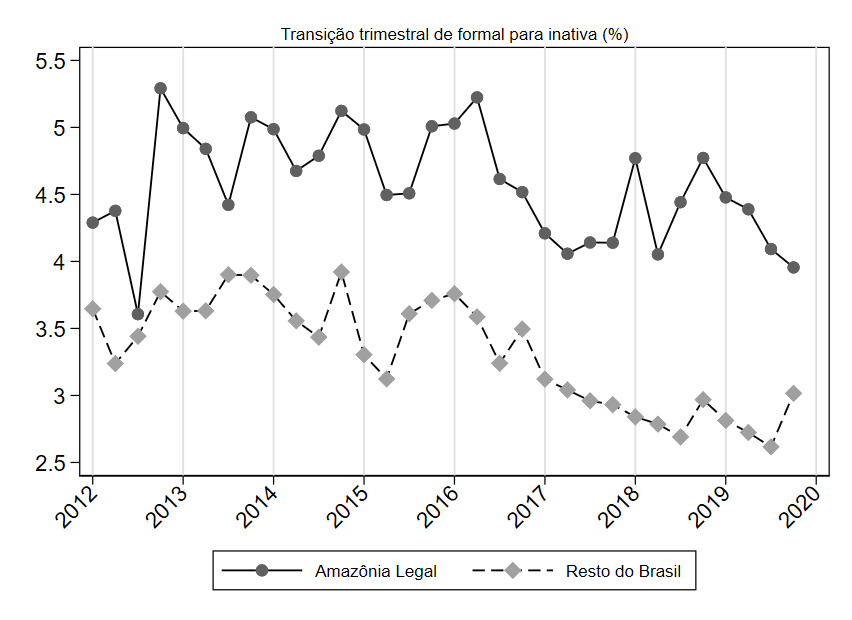 Transição trimestral de formal para inativa (%)
5.5
5
4.5
4
3.5
3
2.5
2012 2013 2014 2015 2016 2017 2018 2019 2020
Amazônia Legal Resto do Brasil